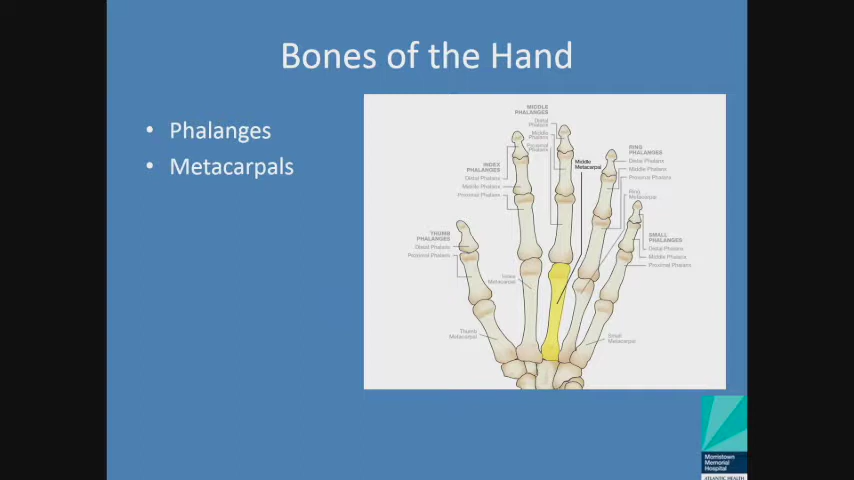 Bones of the Hand
• Phalanges
• Metacarpals
MIDDLE
PHALANGES
Distal
Phalanx
Middle
Phalanx
Proximal
Phalanx
Middle
Metacarpal
RING
PHALANGES
Distal Phalanx
Middle Phalanx
Proximal Phalanx
Ring
Metacarpal
INDEX
PHALANGES
Distal Phalanx
Middle Phalanx
Proximal Phalanx
SMALL
PHALANGES
Distal Phalanx
Middle Phalanx
Proximal Phalanx
THUMB
PHALANGES
Distal Phalanx
Proximal Phalanx
Index
Metacarpal
Thumb
Metacarpal
Small
Metacarpal
Morristown
Memorial
Hospital
ATLANTIC HEALTH